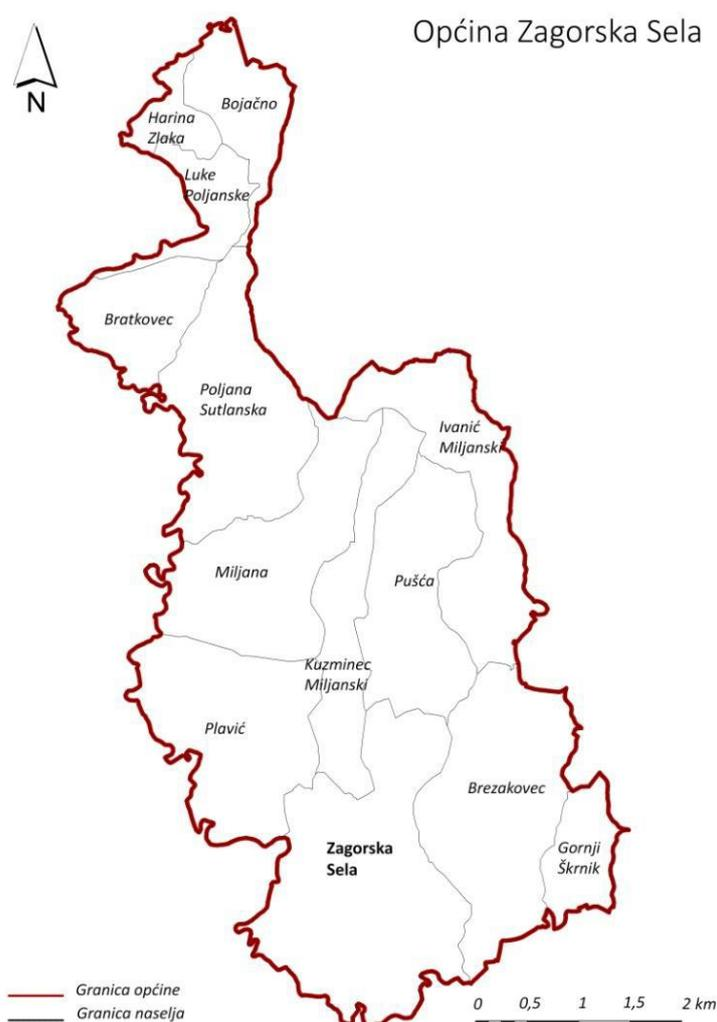 Općina Zagorska Sela
N
Bojačno
Harina
Zlaka
Luke
Poljanske
Bratkovec
Poljana
Sutlanska
Ivanić
Miljanski
Miljana
Pušća
Kuzminec
Miljanski
Plavić
Brezakovec
Zagorska
Sela
Gornji
Škrnik
Granica općine
Granica naselja
0 0,5 1 1,5 2 km